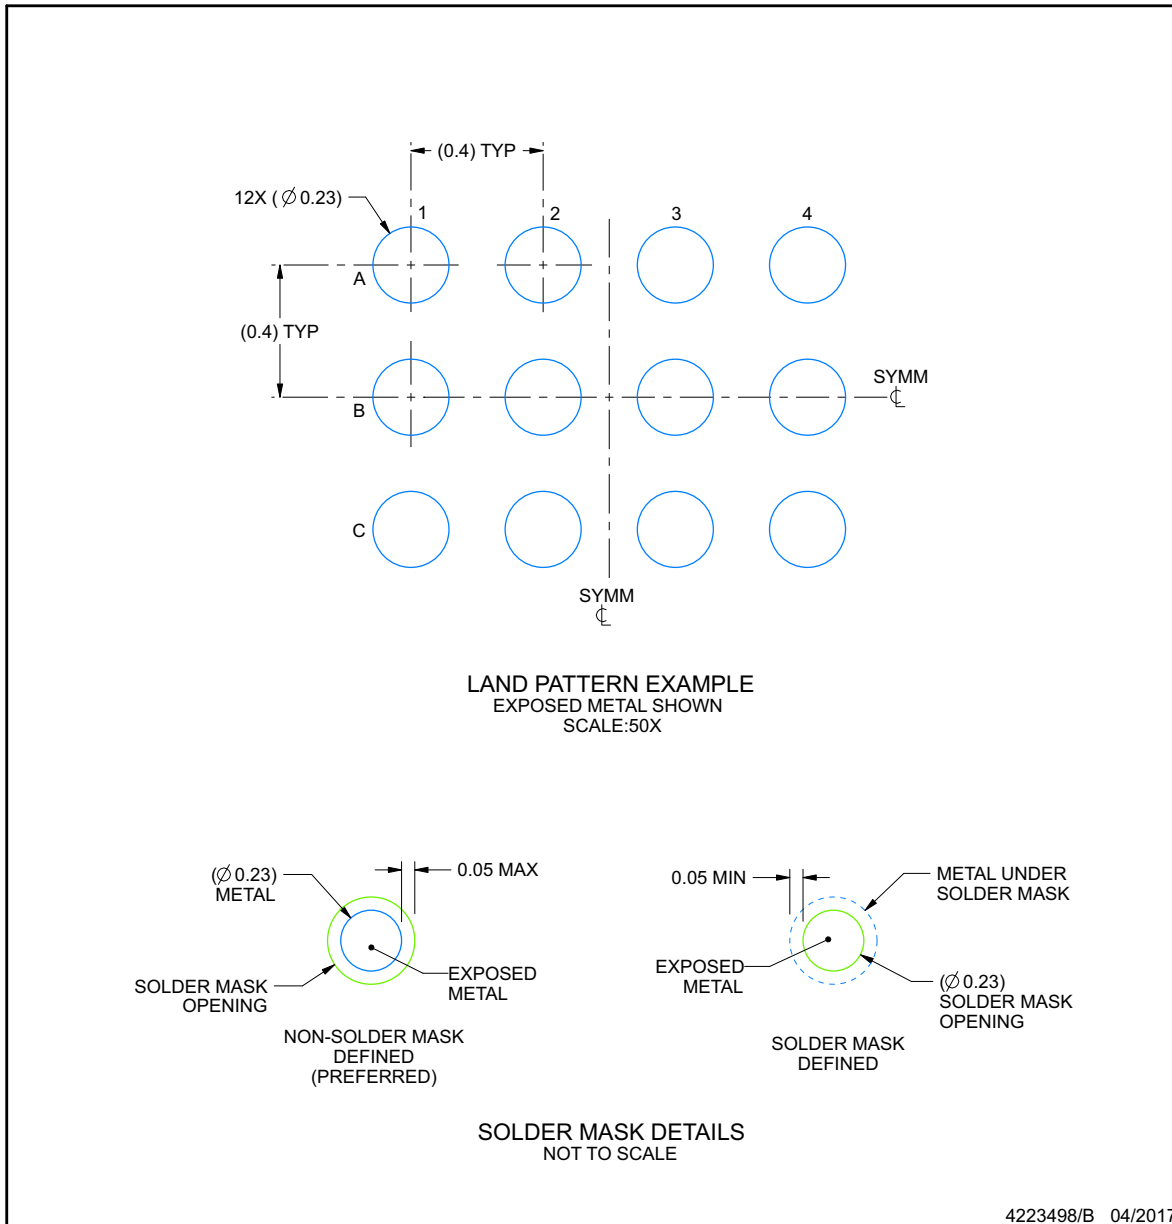 (0.4) TYP
12X ( ∅ 0.23)
1
2
3
4
A
(0.4) TYP
SYMM
℄
B
C
SYMM
℄
LAND PATTERN EXAMPLE
EXPOSED METAL SHOWN
SCALE:50X
(∅ 0.23)
METAL
0.05 MAX
SOLDER MASK
OPENING
EXPOSED
METAL
NON-SOLDER MASK
DEFINED
(PREFERRED)
0.05 MIN
METAL UNDER
SOLDER MASK
EXPOSED
METAL
(∅ 0.23)
SOLDER MASK
OPENING
SOLDER MASK
DEFINED
SOLDER MASK DETAILS
NOT TO SCALE
4223498/B 04/2017